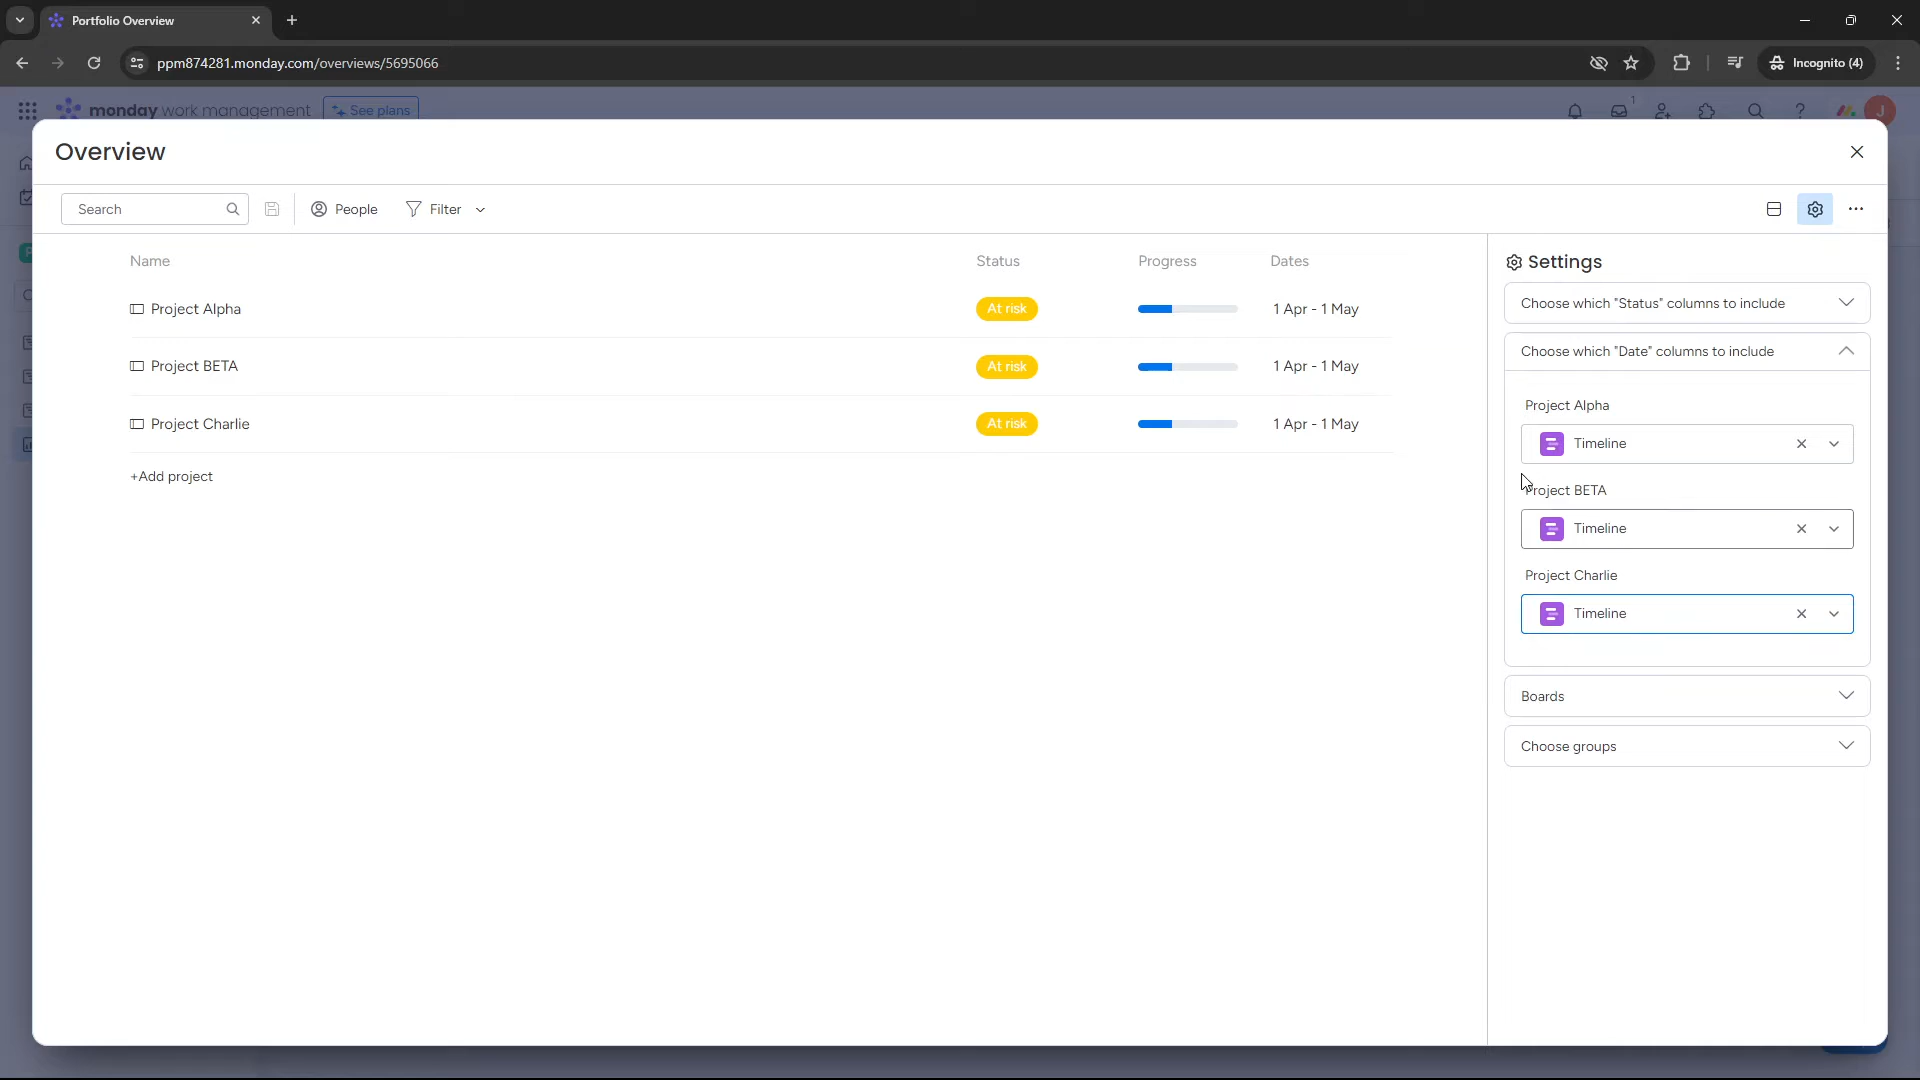 Portfolio Overview
ppm874281.monday.com/overviews/5695066
Incognito (4)
monday work management
See plans
1
J
Overview
Search
People
Filter
Name
Status
Progress
Dates
Project Alpha
At risk
1 Apr - 1 May
Project BETA
At risk
1 Apr - 1 May
Project Charlie
At risk
1 Apr - 1 May
+Add project
Settings
Choose which "Status" columns to include
Choose which "Date" columns to include
Project Alpha
Timeline
Project BETA
Timeline
Project Charlie
Timeline
Boards
Choose groups